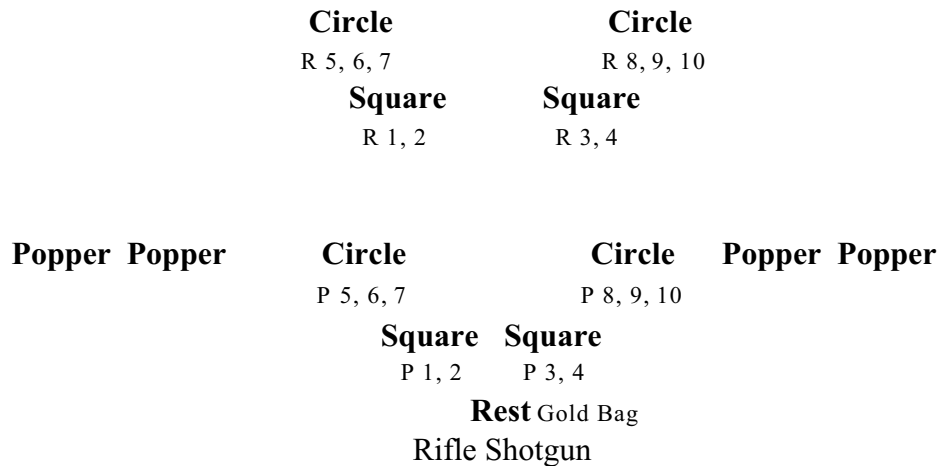 Circle Circle
R 5, 6, 7 R 8, 9, 10
Square Square
R 1, 2 R 3, 4
Popper Popper Circle Circle Popper Popper
P 5, 6, 7 P 8, 9, 10
Square Square
P 1, 2 P 3, 4
Rest Gold Bag
Rifle Shotgun